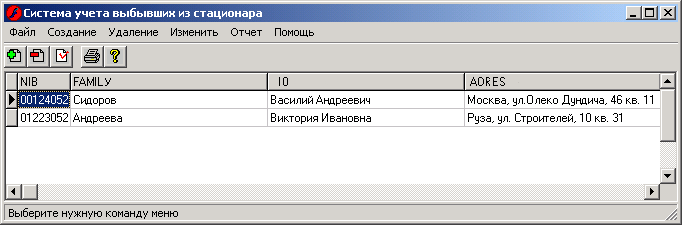 Система учета выбывших из стационара
Файл Создание Удаление Изменить Отчет Помощь
NIB FAMILY IO ADRES
00124052 Сидоров Василий Андреевич Москва, ул.Олеко Дундича, 46 кв. 11
01223052 Андреева Виктория Ивановна Руза, ул. Строителей, 10 кв. 31
Выберите нужную команду меню